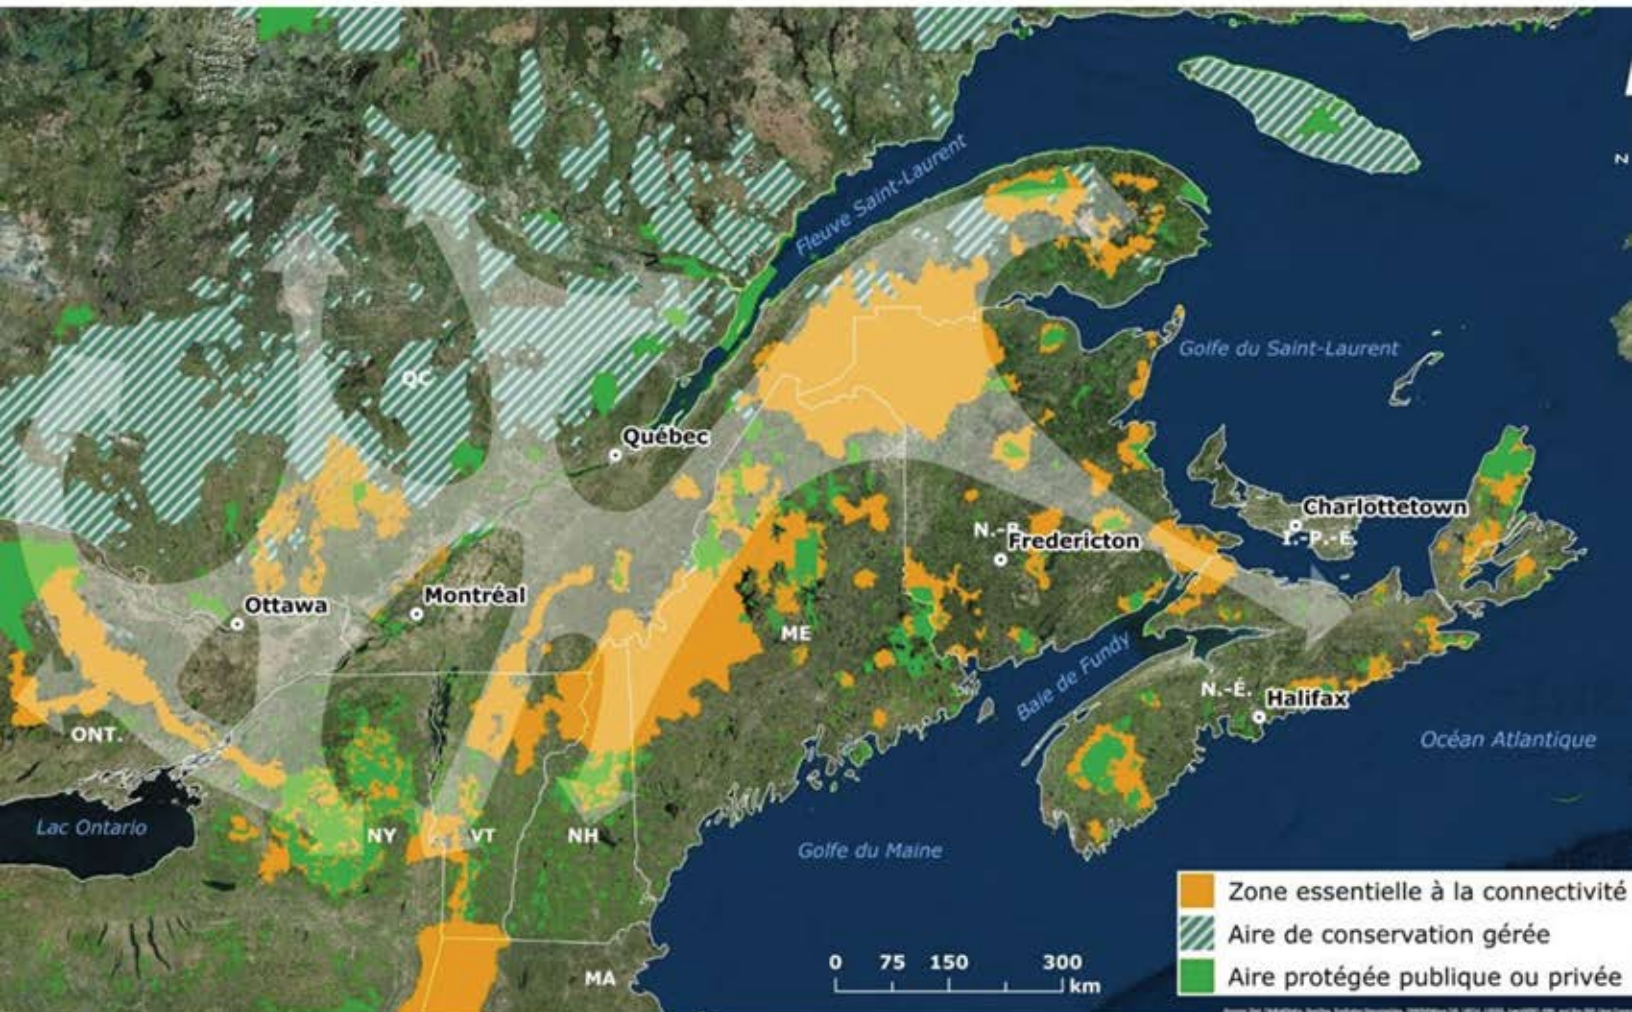 Fleuve Saint-Laurent
Golfe du Saint-Laurent
QC
Québec
Charlottetown
Î.-P.-É.
N.-B.
Fredericton
Ottawa
Montréal
ME
Baie de Fundy
N.-É.
Halifax
ONT.
Océan Atlantique
Lac Ontario
NY
VT
NH
Golfe du Maine
MA
0 75 150 300
km
Zone essentielle à la connectivité
Aire de conservation gérée
Aire protégée publique ou privée